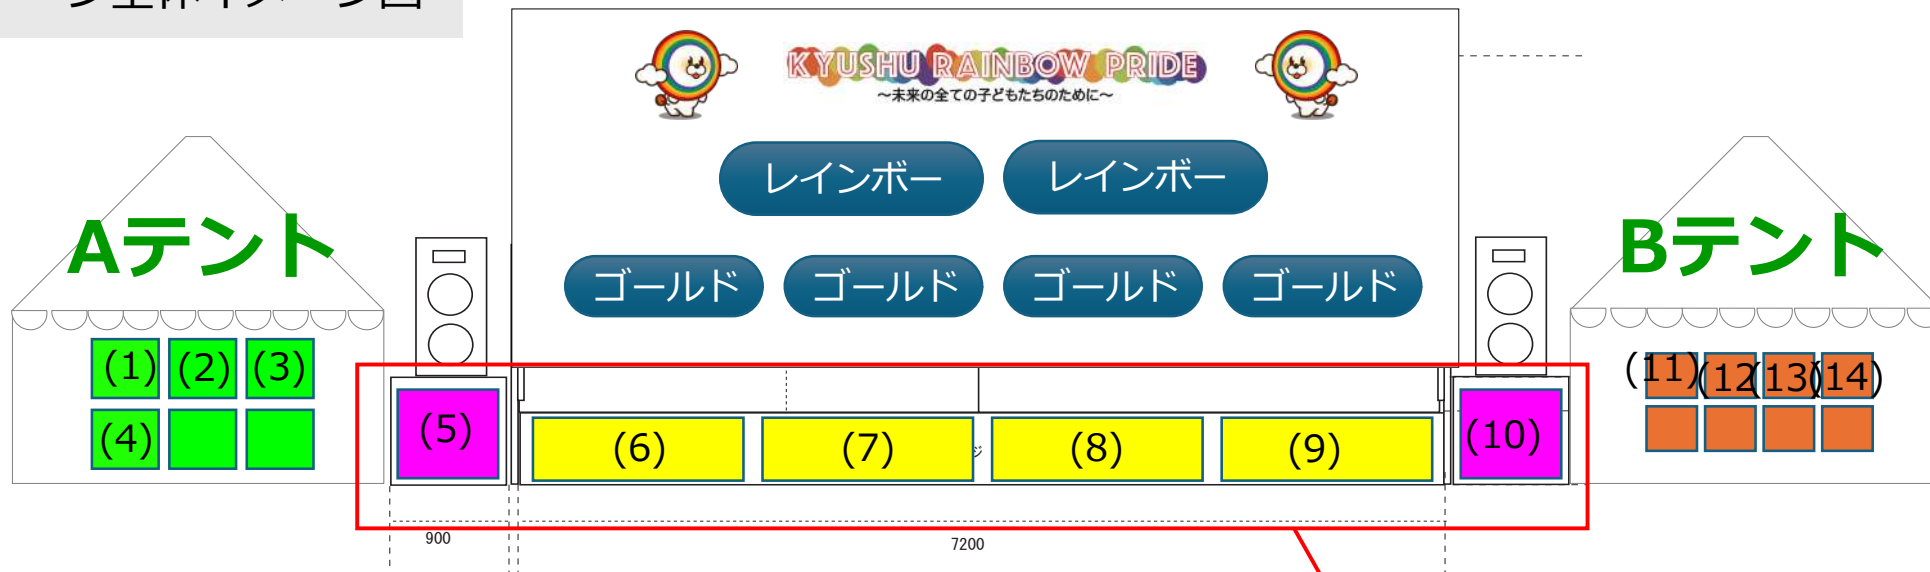 KYUSHU RAINBOW PRIDE
～未来の全ての子どもたちのために～
レインボー レインボー
Aテント
Bテント
ゴールド ゴールド ゴールド ゴールド
(1) (2) (3)
(4)
(5)
(6) (7) (8) (9)
(10)
(11) (12 (13) (14)
900
7200